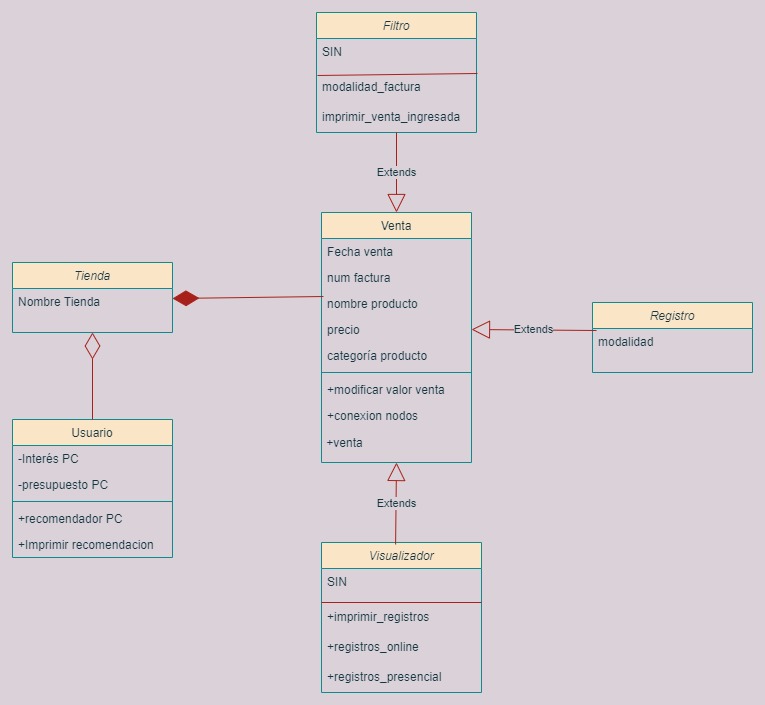 Filtro
SIN
modalidad_factura
imprimir_venta_ingresada
Extends
Venta
Fecha venta
num factura
nombre producto
precio
categoría producto
+modificar valor venta
+conexion nodos
+venta
Tienda
Nombre Tienda
Extends
Registro
modalidad
Usuario
-Interés PC
-presupuesto PC
+recomendador PC
+Imprimir recomendacion
Extends
Visualizador
SIN
+imprimir_registros
+registros_online
+registros_presencial